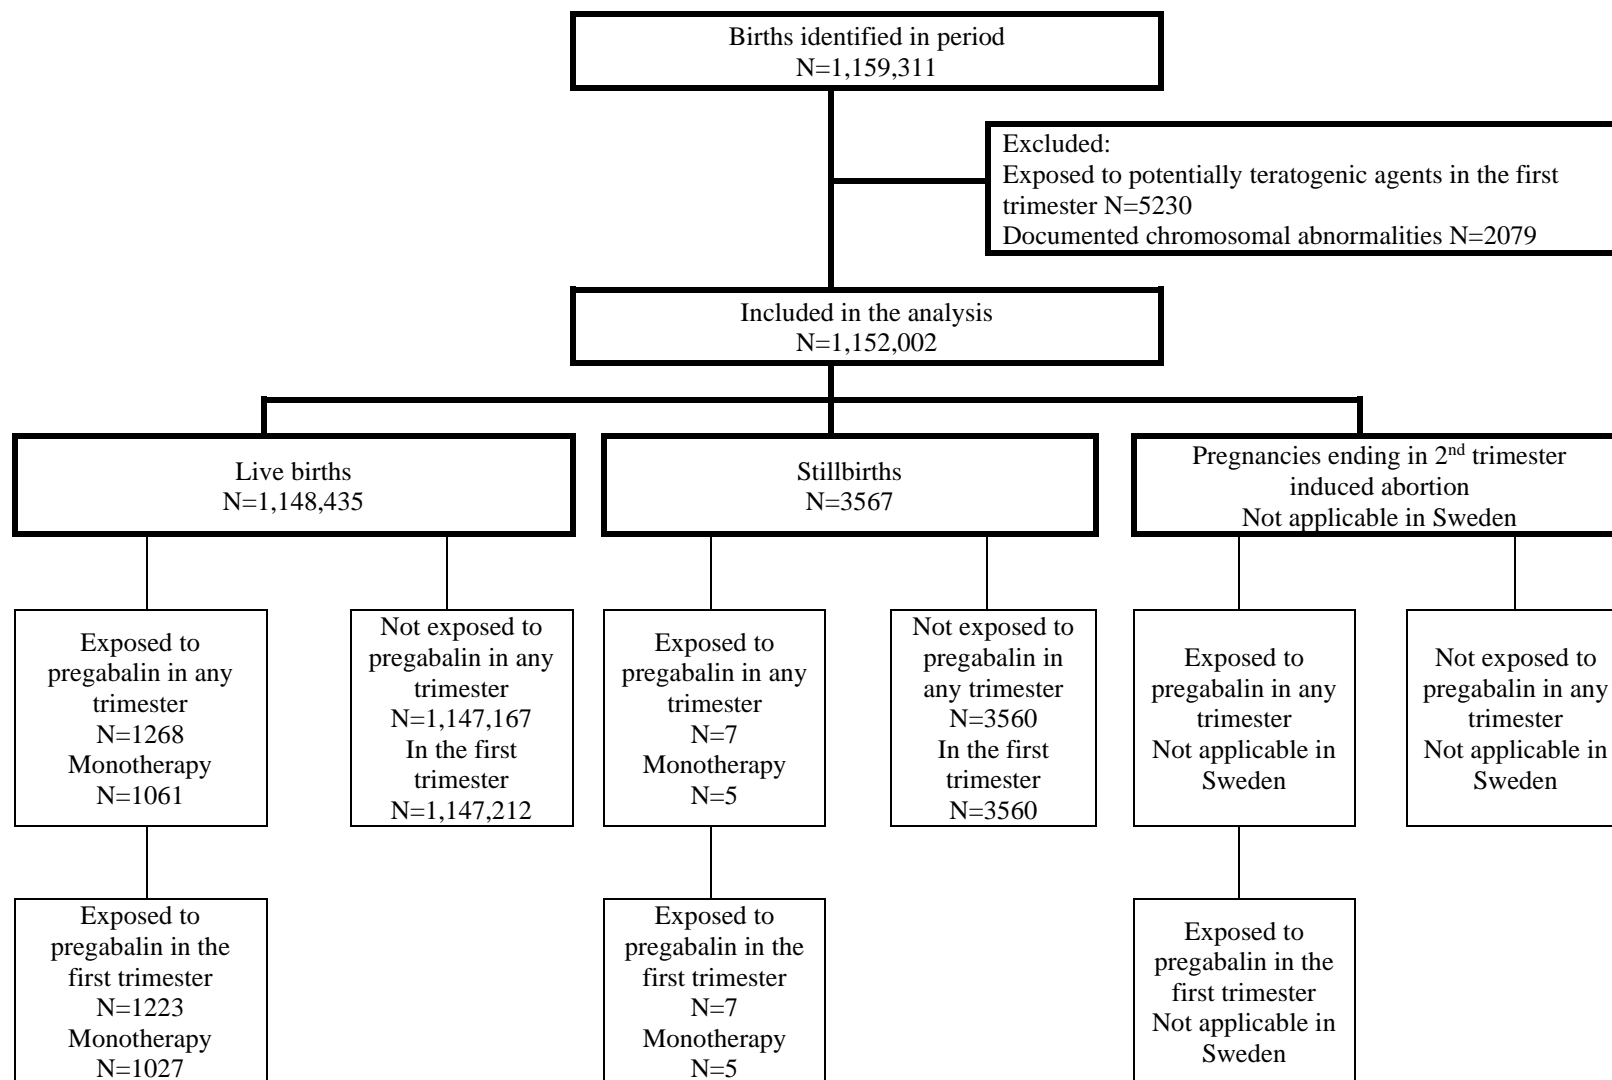 Births identified in period
N=1,159,311
Excluded:
Exposed to potentially teratogenic agents in the first
trimester N=5230
Documented chromosomal abnormalities N=2079
Included in the analysis
N=1,152,002
Live births
N=1,148,435
Stillbirths
N=3567
Pregnancies ending in 2nd trimester
induced abortion
Not applicable in Sweden
Exposed to
pregabalin in any
trimester
N=1268
Monotherapy
N=1061
Not exposed to
pregabalin in any
trimester
N=1,147,167
In the first
trimester
N=1,147,212
Exposed to
pregabalin in any
trimester
N=7
Monotherapy
N=5
Not exposed to
pregabalin in
any trimester
N=3560
In the first
trimester
N=3560
Exposed to
pregabalin in any
trimester
Not applicable in
Sweden
Not exposed to
pregabalin in any
trimester
Not applicable in
Sweden
Exposed to
pregabalin in the
first trimester
N=1223
Monotherapy
N=1027
Exposed to
pregabalin in the
first trimester
N=7
Monotherapy
N=5
Exposed to
pregabalin in the
first trimester
Not applicable in
Sweden